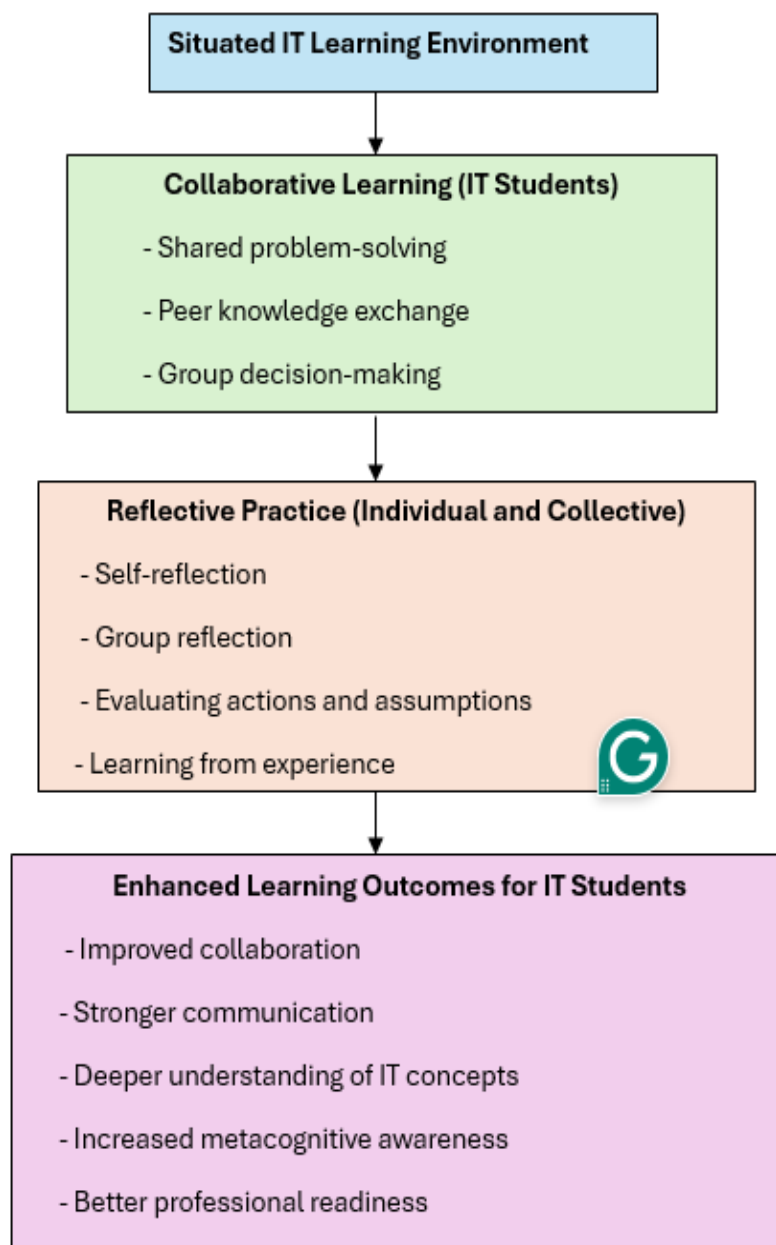 Situated IT Learning Environment
Collaborative Learning (IT Students)
- Shared problem-solving
- Peer knowledge exchange
- Group decision-making
Reflective Practice (Individual and Collective)
- Self-reflection
- Group reflection
- Evaluating actions and assumptions
- Learning from experience
G
Enhanced Learning Outcomes for IT Students
- Improved collaboration
- Stronger communication
- Deeper understanding of IT concepts
- Increased metacognitive awareness
- Better professional readiness